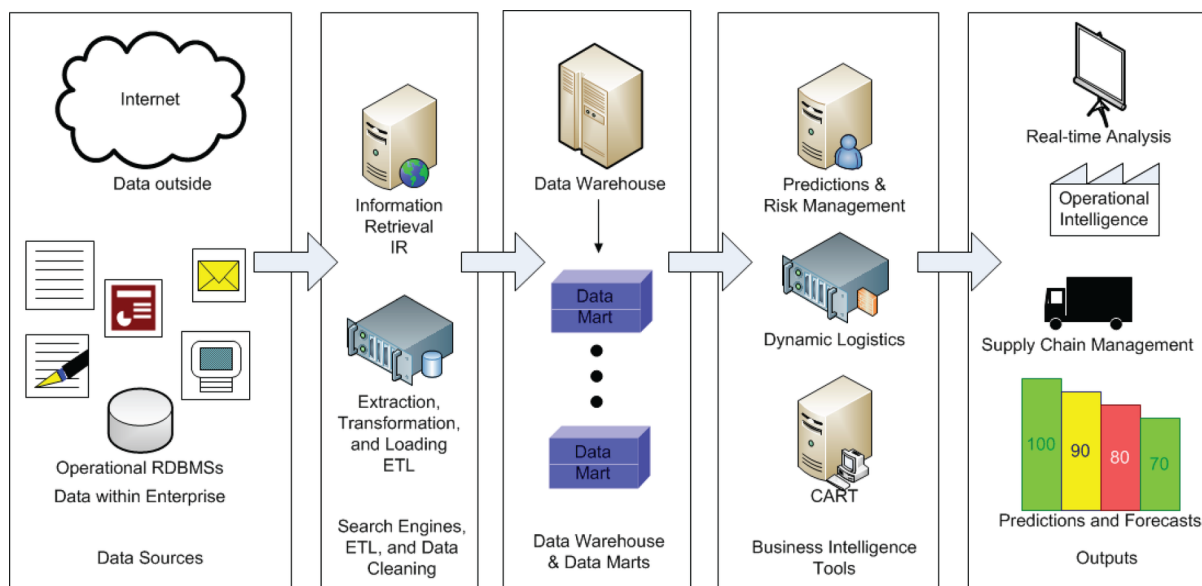 Internet
Data outside
Operational RDBMSs
Data within Enterprise
Data Sources
Information
Retrieval
IR
Extraction,
Transformation,
and Loading
ETL
Search Engines,
ETL, and Data
Cleaning
Data Warehouse
Data
Mart
Data
Mart
Data Warehouse
& Data Marts
Predictions &
Risk Management
Dynamic Logistics
CART
Business Intelligence
Tools
Real-time Analysis
Operational
Intelligence
Supply Chain Management
100
90
80
70
Predictions and Forecasts
Outputs